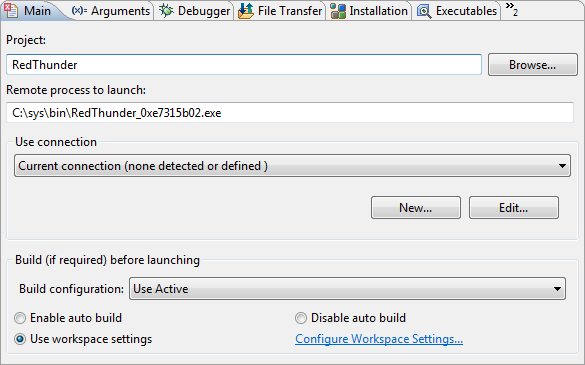 Main (x)= Arguments Debugger File Transfer Installation Executables »2
Project:
RedThunder Browse...
Remote process to launch:
C:\sys\bin\RedThunder_0xe7315b02.exe
Use connection
Current connection (none detected or defined )
New... Edit...
Build (if required) before launching
Build configuration: Use Active
Enable auto build Disable auto build
Use workspace settings Configure Workspace Settings...